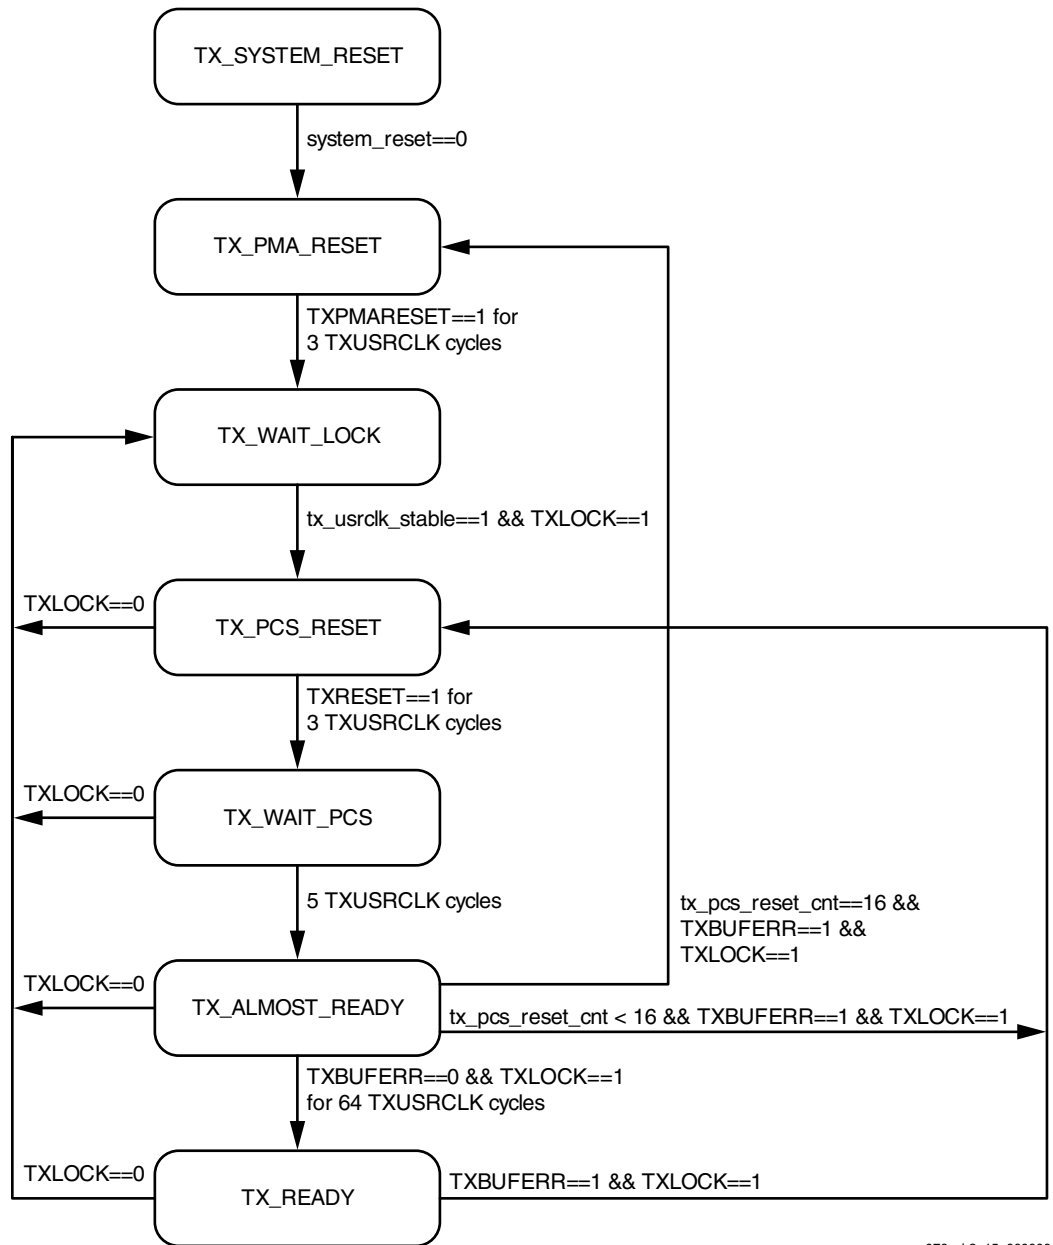 TX_SYSTEM_RESET
system_reset==0
TX_PMA_RESET
TXPMARESET==1 for
3 TXUSRCLK cycles
TX_WAIT_LOCK
tx_usrclk_stable==1 && TXLOCK==1
TXLOCK==0
TX_PCS_RESET
TXRESET==1 for
3 TXUSRCLK cycles
TXLOCK==0
TX_WAIT_PCS
5 TXUSRCLK cycles
tx_pcs_reset_cnt==16 &&
TXBUFERR==1 &&
TXLOCK==1
TXLOCK==0
TX_ALMOST_READY
tx_pcs_reset_cnt < 16 && TXBUFERR==1 && TXLOCK==1
TXBUFERR==0 && TXLOCK==1
for 64 TXUSRCLK cycles
TXLOCK==0
TX_READY
TXBUFERR==1 && TXLOCK==1